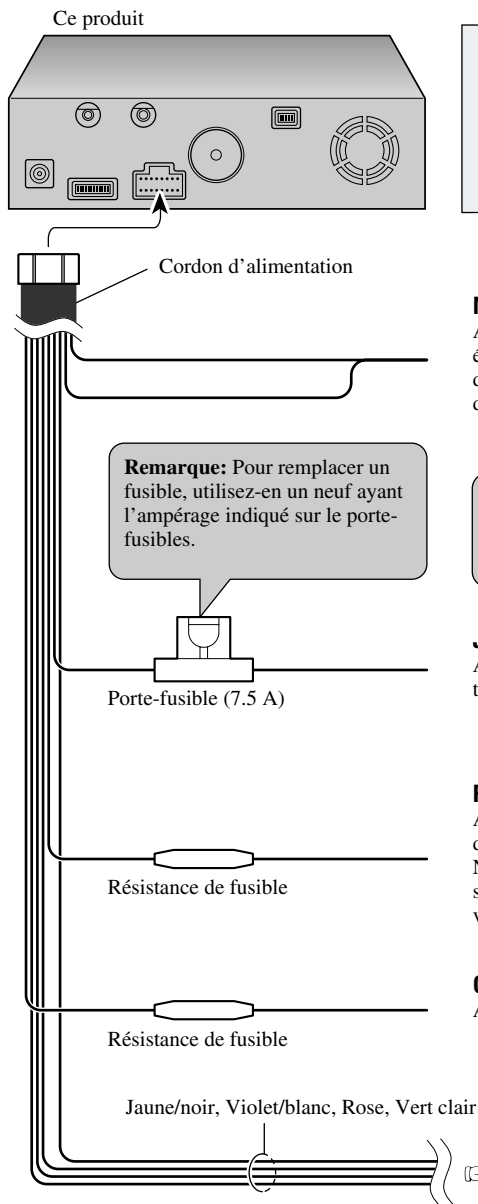 Ce produit
Cordon d’alimentation
Remarque: Pour remplacer un
fusible, utilisez-en un neuf ayant
l’ampérage indiqué sur le porte-
fusibles.
Porte-fusible (7.5 A)
Résistance de fusible
Résistance de fusible
Jaune/noir, Violet/blanc, Rose, Vert clair